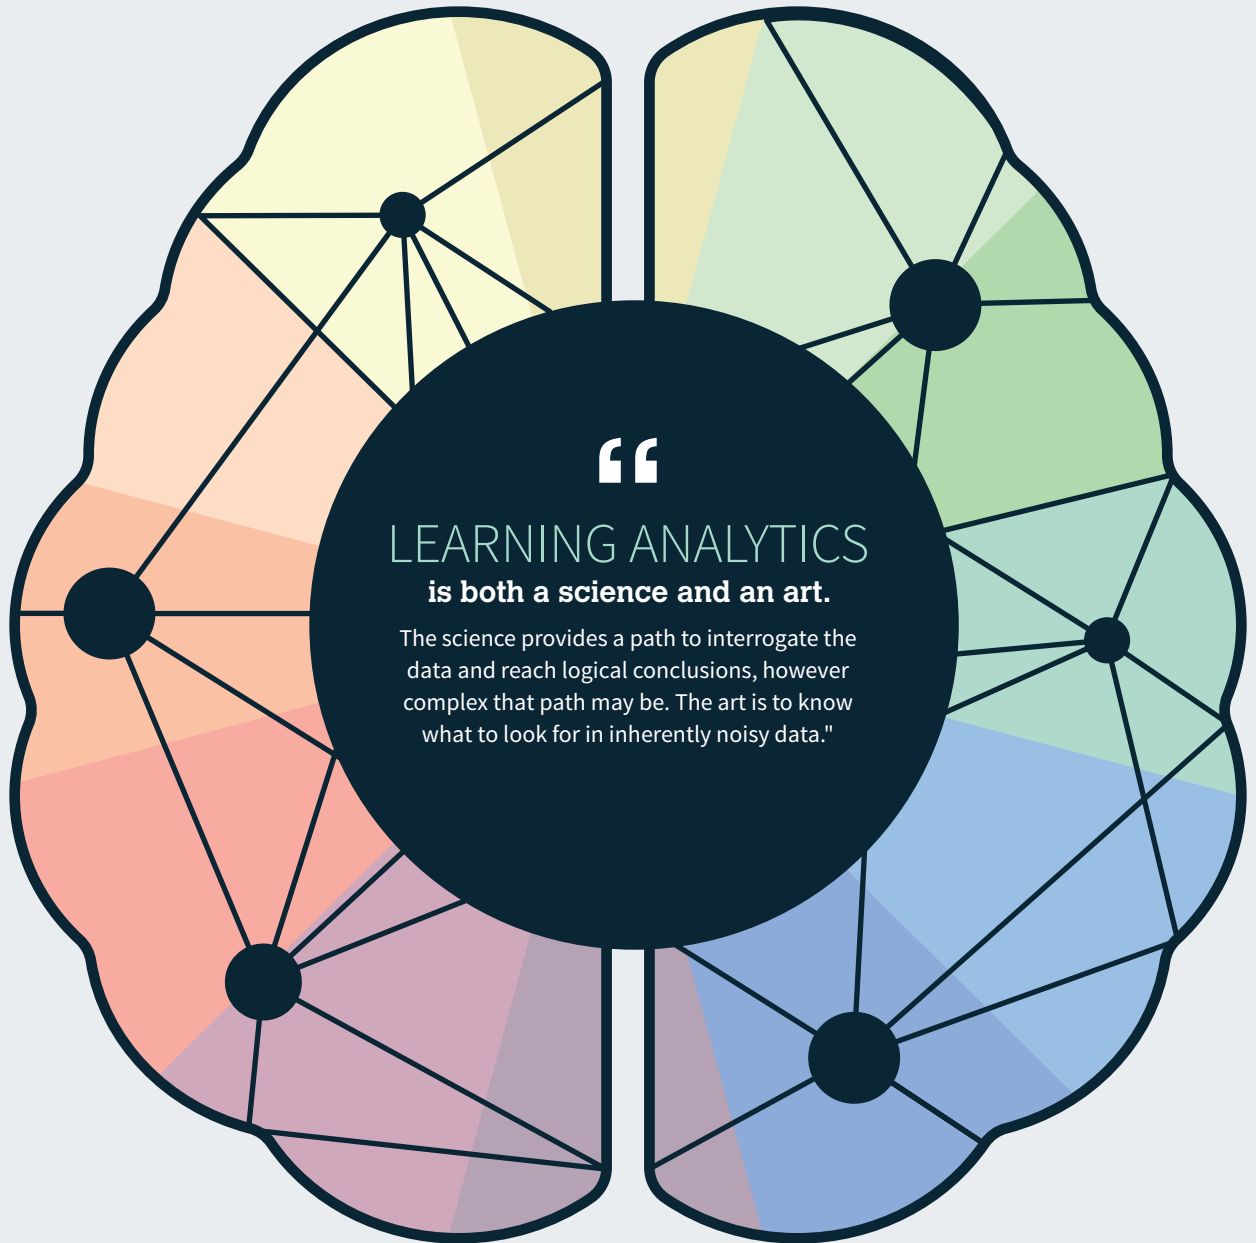 “
LEARNING ANALYTICS
is both a science and an art.
The science provides a path to interrogate the
data and reach logical conclusions, however
complex that path may be. The art is to know
what to look for in inherently noisy data."